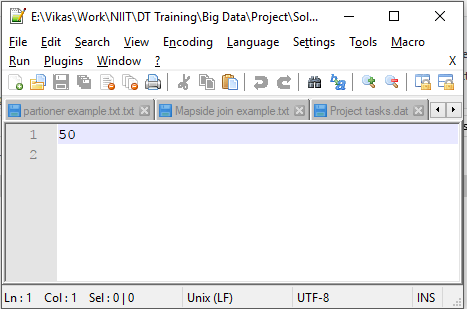 E:\Vikas\Work\NIIT\DT Training\Big Data\Project\Sol...
File Edit Search View Encoding Language Settings Tools Macro
Run Plugins Window ? X
partioner example.txt.txt Mapside join example.txt Project tasks.dat
1 50
2
Ln : 1 Col : 1 Sel : 0 | 0 Unix (LF) UTF-8 INS